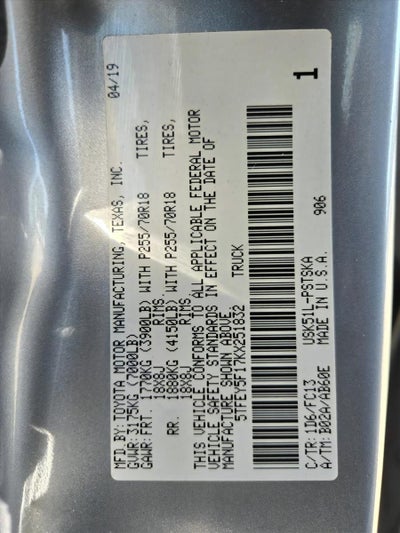 MFD.BY: TOYOTA MOTOR MANUFACTURING, TEXAS, INC. 04/19
GVWR: 3175KG (7000LB)
GAWR: FRT. 1770KG (3900LB) WITH P255/70R18 TIRES,
18X8J RIMS.
RR. 1880KG (4150LB) WITH P255/70R18 TIRES,
18X8J RIMS.
THIS VEHICLE CONFORMS TO ALL APPLICABLE FEDERAL MOTOR
VEHICLE SAFETY STANDARDS IN EFFECT ON THE DATE OF
MANUFACTURE SHOWN ABOVE.
5TFEY5F17KX251832 TRUCK
1
C/TR: 1D6/FC13 USK51L-PSTSKA 906
A/TM: B02A/AB60E MADE IN U.S.A.